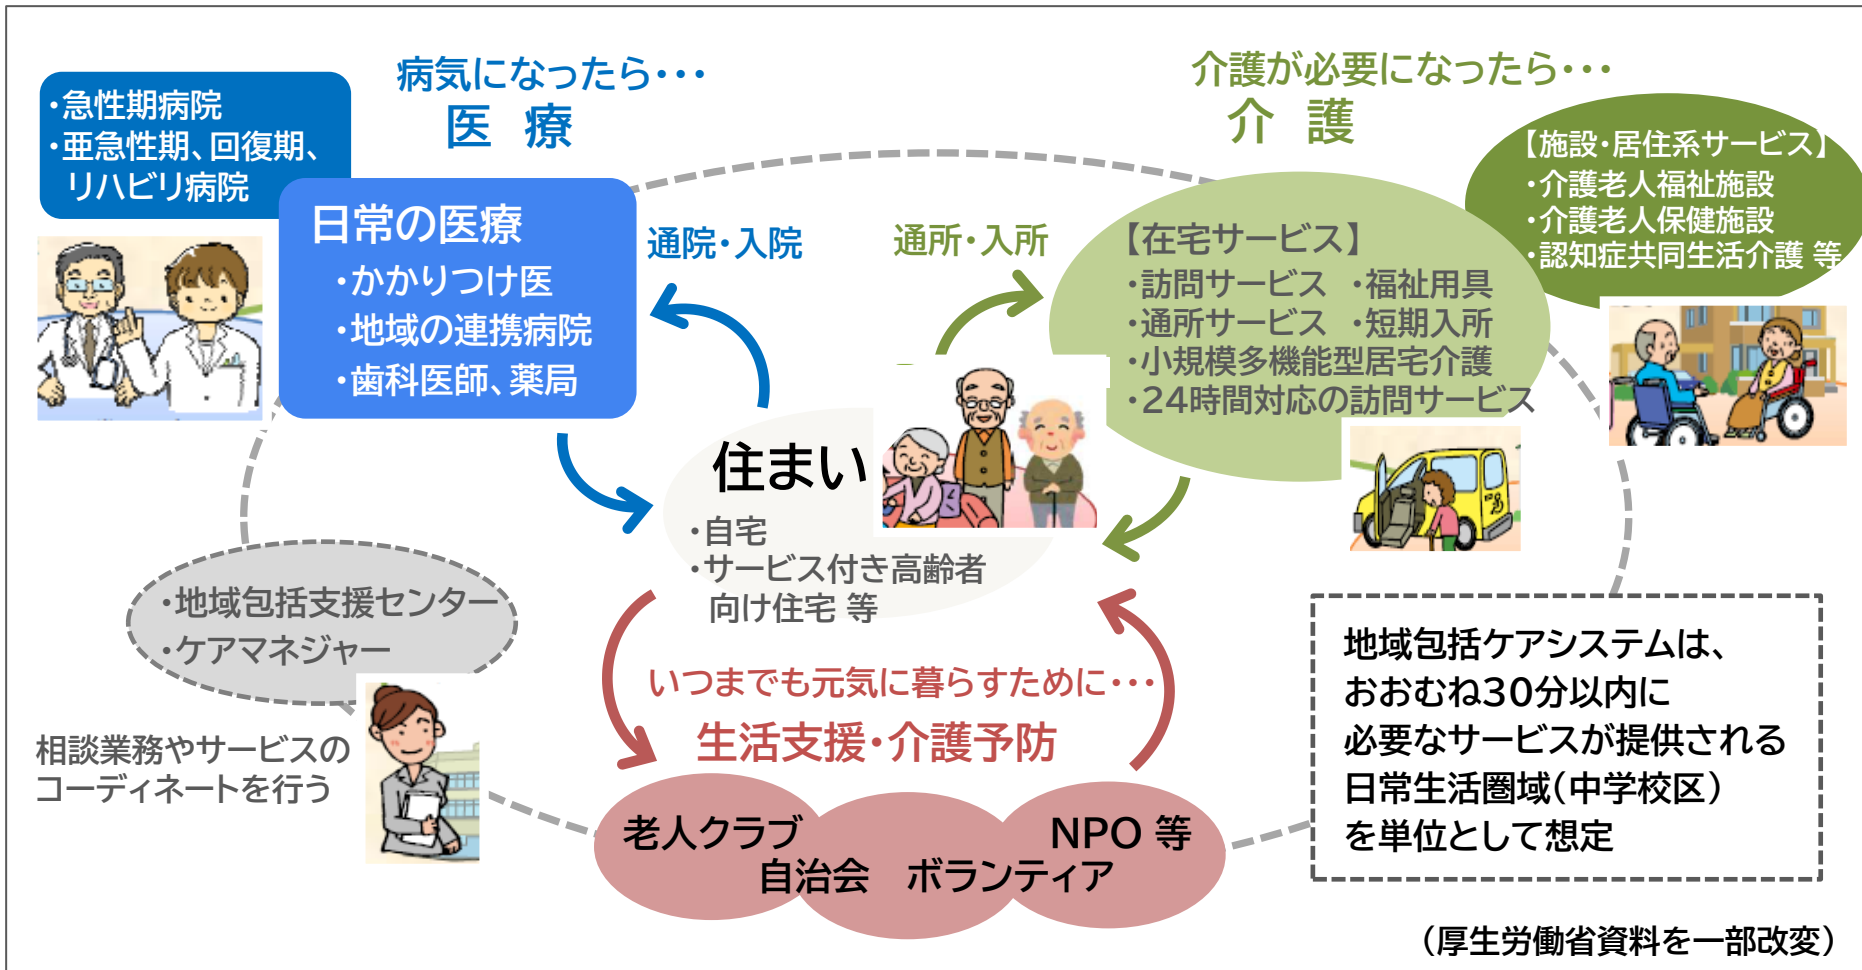 病気になったら･･･
医 療
・急性期病院
・亜急性期、回復期、
リハビリ病院
日常の医療
・かかりつけ医
・地域の連携病院
・歯科医師、薬局
通院・入院
介護が必要になったら･･･
介 護
【施設・居住系サービス】
・介護老人福祉施設
・介護老人保健施設
・認知症共同生活介護 等
通所・入所
【在宅サービス】
・訪問サービス ・福祉用具
・通所サービス ・短期入所
・小規模多機能型居宅介護
・24時間対応の訪問サービス
住まい
・自宅
・サービス付き高齢者
向け住宅 等
・地域包括支援センター
・ケアマネジャー
相談業務やサービスの
コーディネートを行う
いつまでも元気に暮らすために･･･
生活支援・介護予防
老人クラブ
自治会
ボランティア
NPO 等
地域包括ケアシステムは、
おおむね30分以内に
必要なサービスが提供される
日常生活圏域(中学校区)
を単位として想定
(厚生労働省資料を一部改変)